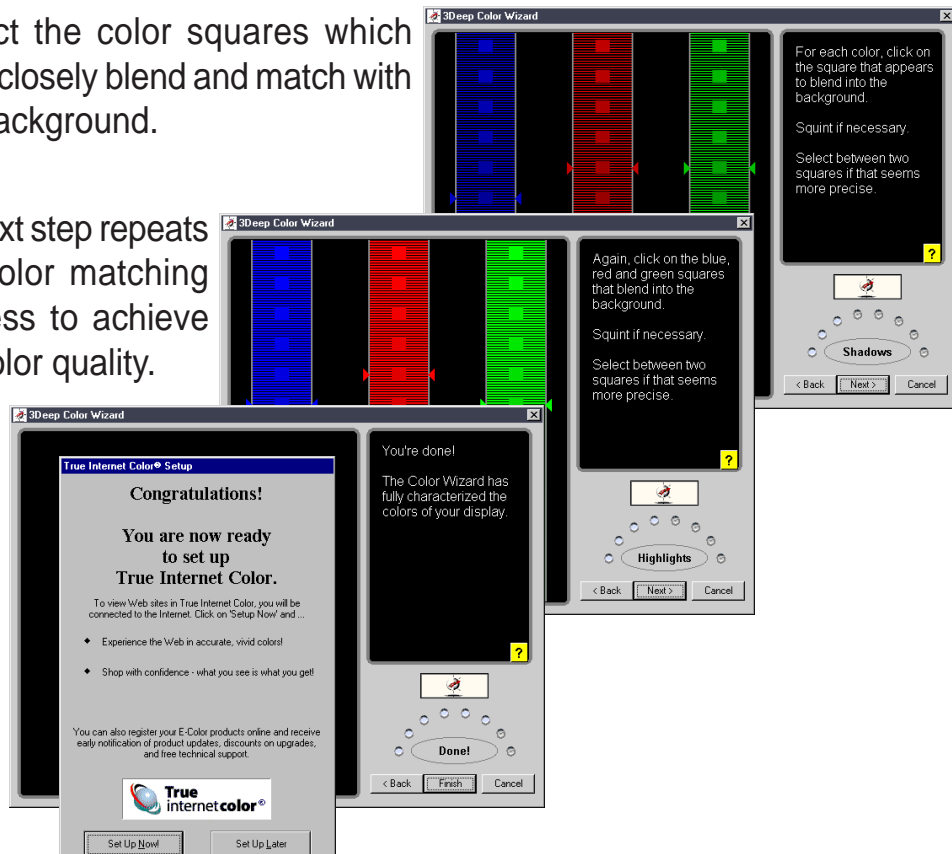 ct the color squares which
closely blend and match with
ackground.
xt step repeats
olor matching
ess to achieve
olor quality.
3Deep Color Wizard
For each color, click on
the square that appears
to blend into the
background.
Squint if necessary.
Select between two
squares if that seems
more precise.
?
Shadows
< Back
Next >
Cancel
3Deep Color Wizard
Again, click on the blue,
red and green squares
that blend into the
background.
Squint if necessary.
Select between two
squares if that seems
more precise.
?
Highlights
< Back
Next >
Cancel
3Deep Color Wizard
True Internet Color® Setup
Congratulations!
You are now ready
to set up
True Internet Color.
To view Web sites in True Internet Color, you will be
connected to the Internet. Click on 'Setup Now' and ...
◆ Experience the Web in accurate, vivid colors!
◆ Shop with confidence - what you see is what you get!
You can also register your E-Color products online and receive
early notification of product updates, discounts on upgrades,
and free technical support.
True
internetcolor®
Set Up Now!
Set Up Later
You're done!
The Color Wizard has
fully characterized the
colors of your display.
?
Done!
< Back
Finish
Cancel